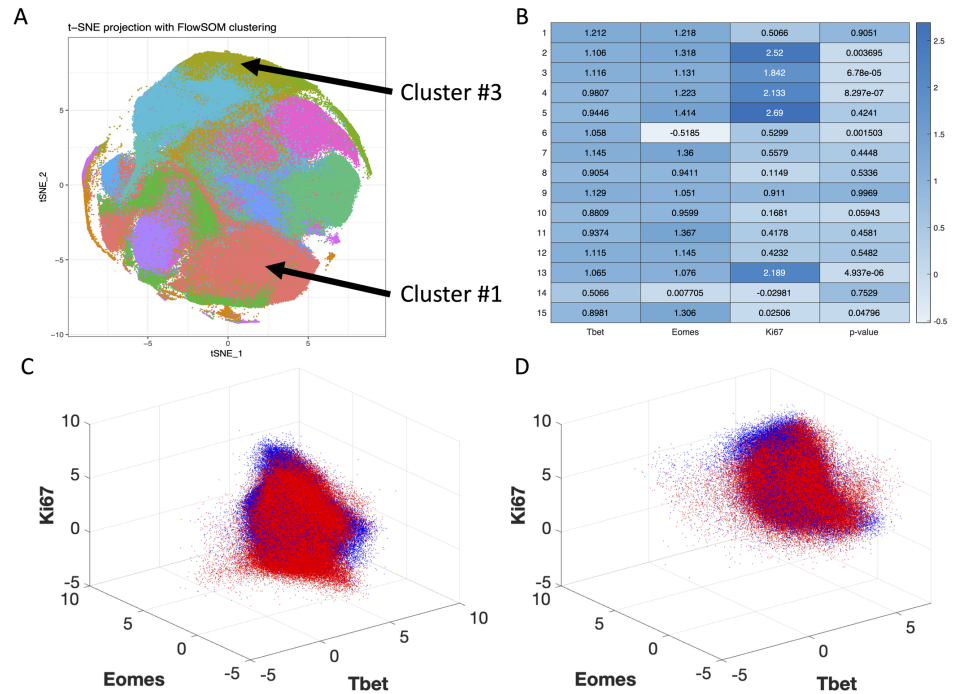 A
t-SNE projection with FlowSOM clustering
5
0
-5
-10
tSNE_2
-5
0
5
tSNE_1
Cluster #3
Cluster #1
B
1 1.212 1.218 0.5066 0.9051
2 1.106 1.318 2.52 0.003695
3 1.116 1.131 1.842 6.78e-05
4 0.9807 1.223 2.133 8.297e-07
5 0.9446 1.414 2.69 0.4241
6 1.058 -0.5185 0.5299 0.001503
7 1.145 1.36 0.5579 0.4448
8 0.9054 0.9411 0.1149 0.5336
9 1.129 1.051 0.911 0.9969
10 0.8809 0.9599 0.1681 0.05943
11 0.9374 1.367 0.4178 0.4581
12 1.115 1.145 0.4232 0.5482
13 1.065 1.076 2.189 4.937e-06
14 0.5066 0.007705 -0.02981 0.7529
15 0.8981 1.306 0.02506 0.04796
Tbet Eomes Ki67 p-value
2.5
2
1.5
1
0.5
0
-0.5
C
10
5
0
-5
Ki67
10
5
0
-5
Eomes
-5
0
5
10
Tbet
D
10
5
0
-5
Ki67
10
5
0
-5
Eomes
-5
0
5
Tbet